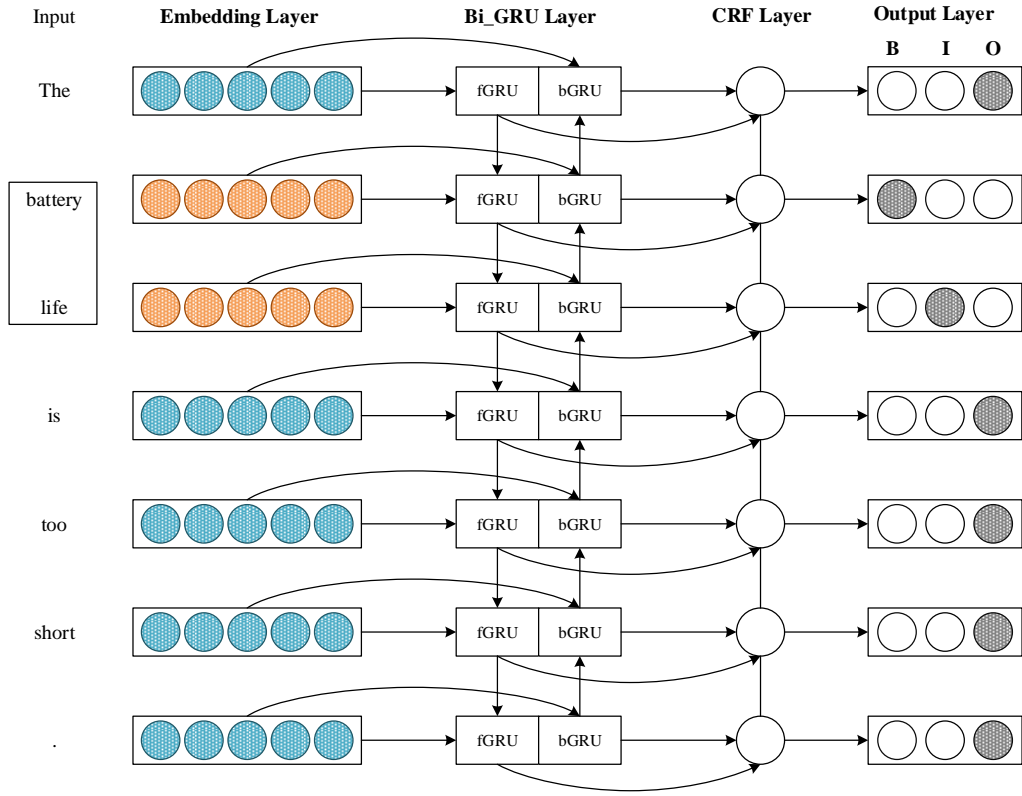 Input Embedding Layer Bi_GRU Layer CRF Layer Output Layer
B I O
The fGRU bGRU
battery fGRU bGRU
life fGRU bGRU
is fGRU bGRU
too fGRU bGRU
short fGRU bGRU
. fGRU bGRU